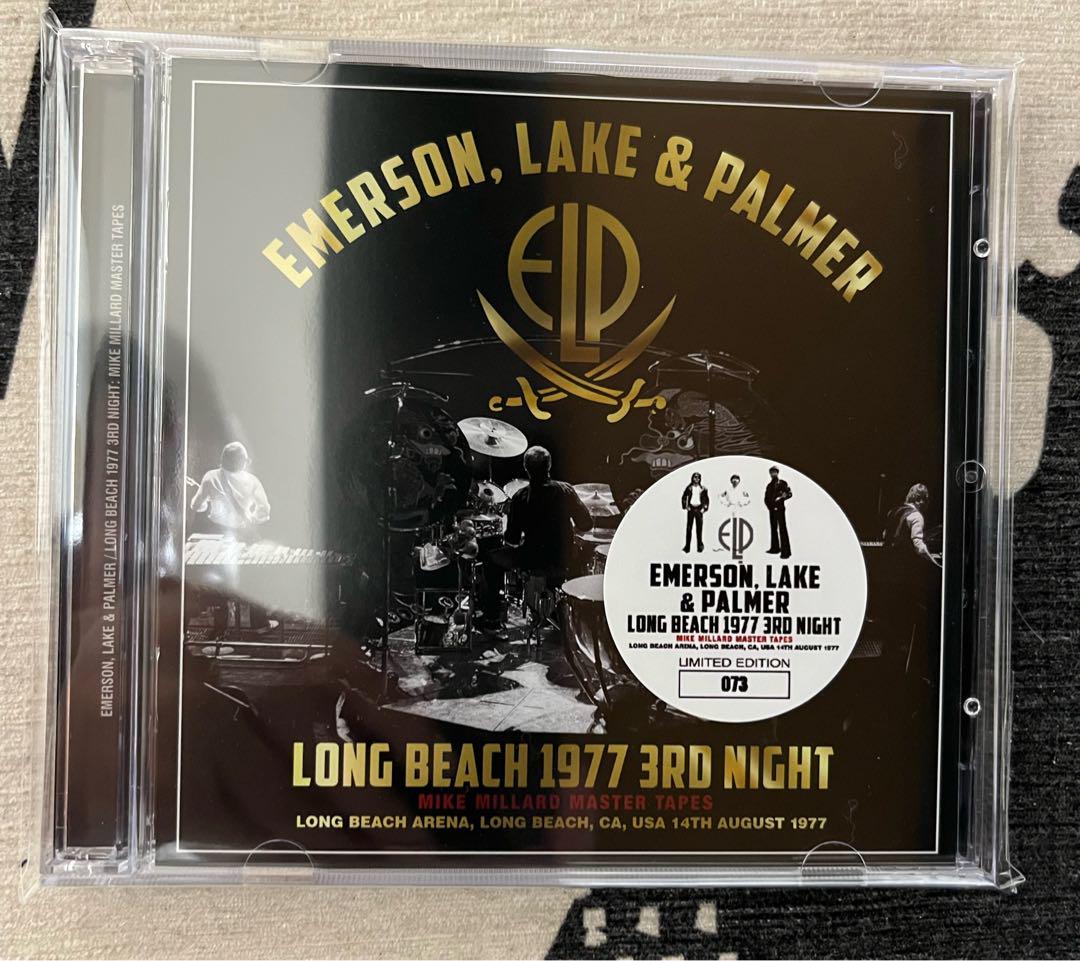 EMERSON, LAKE & PALMER / LONG BEACH 1977 3RD NIGHT: MIKE MILLARD MASTER TAPES
EMERSON, LAKE & PALMER
ELP
ELP
EMERSON, LAKE
& PALMER
LONG BEACH 1977 3RD NIGHT
MIKE MILLARD MASTER TAPES
LONG BEACH ARENA, LONG BEACH, CA, USA 14TH AUGUST 1977
LIMITED EDITION
073
LONG BEACH 1977 3RD NIGHT
MIKE MILLARD MASTER TAPES
LONG BEACH ARENA, LONG BEACH, CA, USA 14TH AUGUST 1977